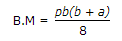 B.M = pb(b + a) / 8